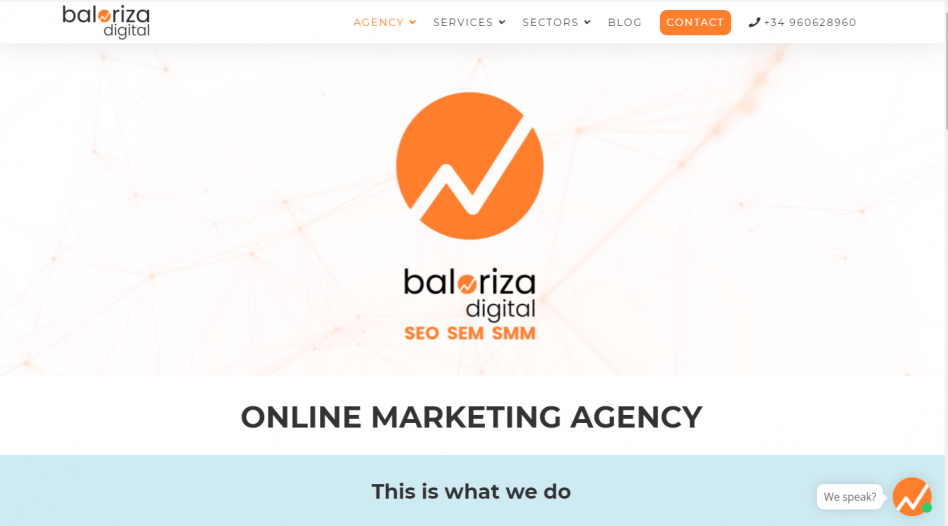 baloriza
digital
AGENCY SERVICES SECTORS BLOG CONTACT +34 960628960
baloriza
digital
SEO SEM SMM
ONLINE MARKETING AGENCY
This is what we do
We speak?